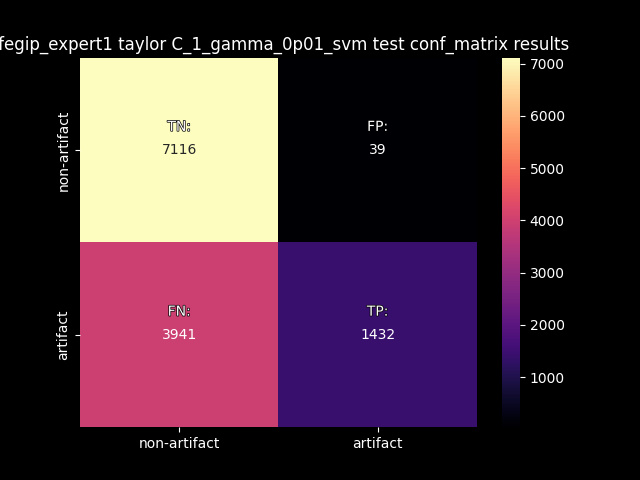 fegip_expert1 taylor C_1_gamma_0p01_svm test conf_matrix results
7000
6000
5000
4000
3000
2000
1000
non-artifact
TN:
7116
FP:
39
artifact
FN:
3941
TP:
1432
non-artifact
artifact